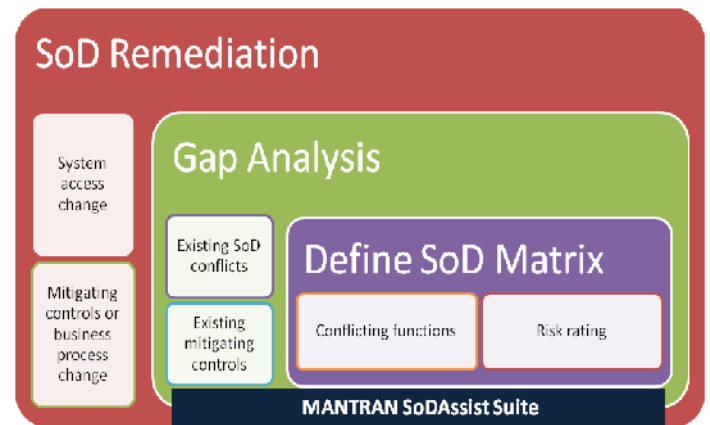 SoD Remediation
System
access
change
Mitigating
controls or
business
process
change
Gap Analysis
Existing SoD
conflicts
Existing
mitigating
controls
Define SoD Matrix
Conflicting functions
Risk rating
MANTRAN SoDAssist Suite